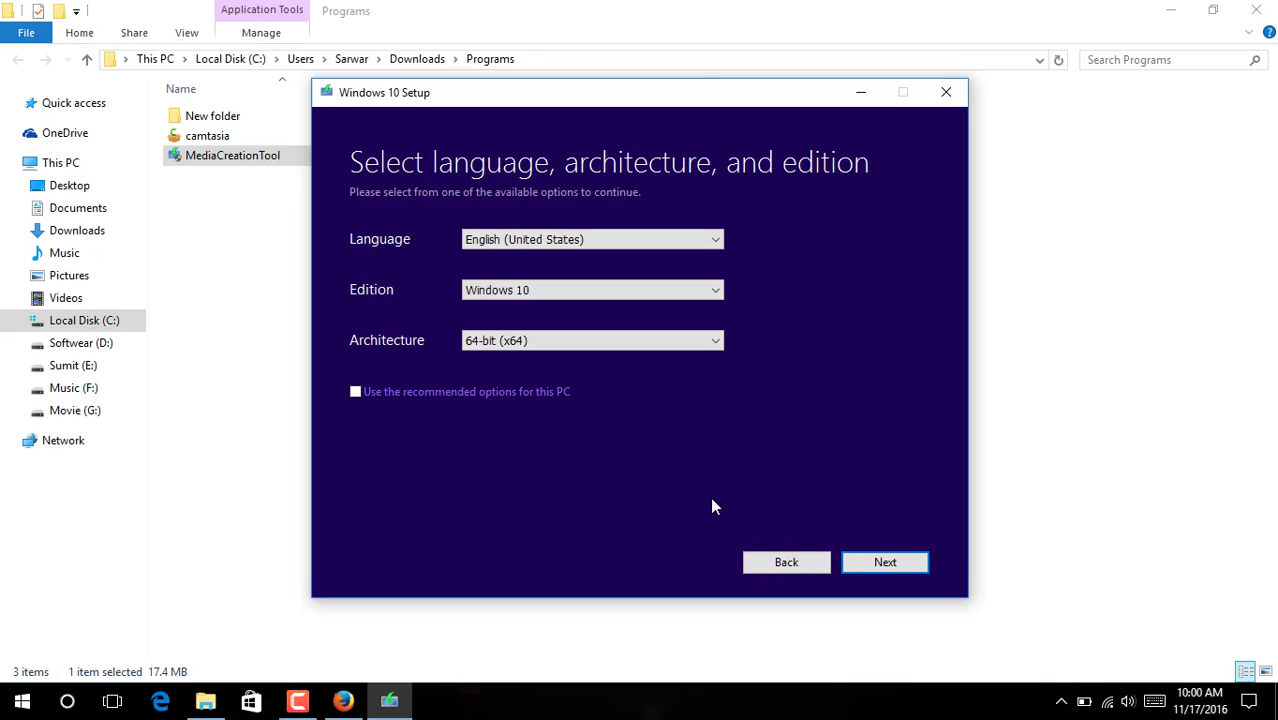 Application Tools
Programs
File
Home
Share
View
Manage
This PC
Local Disk (C:)
Users
Sarwar
Downloads
Programs
Search Programs
Name
Quick access
OneDrive
This PC
Desktop
Documents
Downloads
Music
Pictures
Videos
Local Disk (C:)
Softwear (D:)
Sumit (E:)
Music (F:)
Movie (G:)
Network
New folder
camtasia
MediaCreationTool
Windows 10 Setup
Select language, architecture, and edition
Please select from one of the available options to continue.
Language
English (United States)
Edition
Windows 10
Architecture
64-bit (x64)
Use the recommended options for this PC
Back
Next
3 items
1 item selected 17.4 MB
10:00 AM
11/17/2016